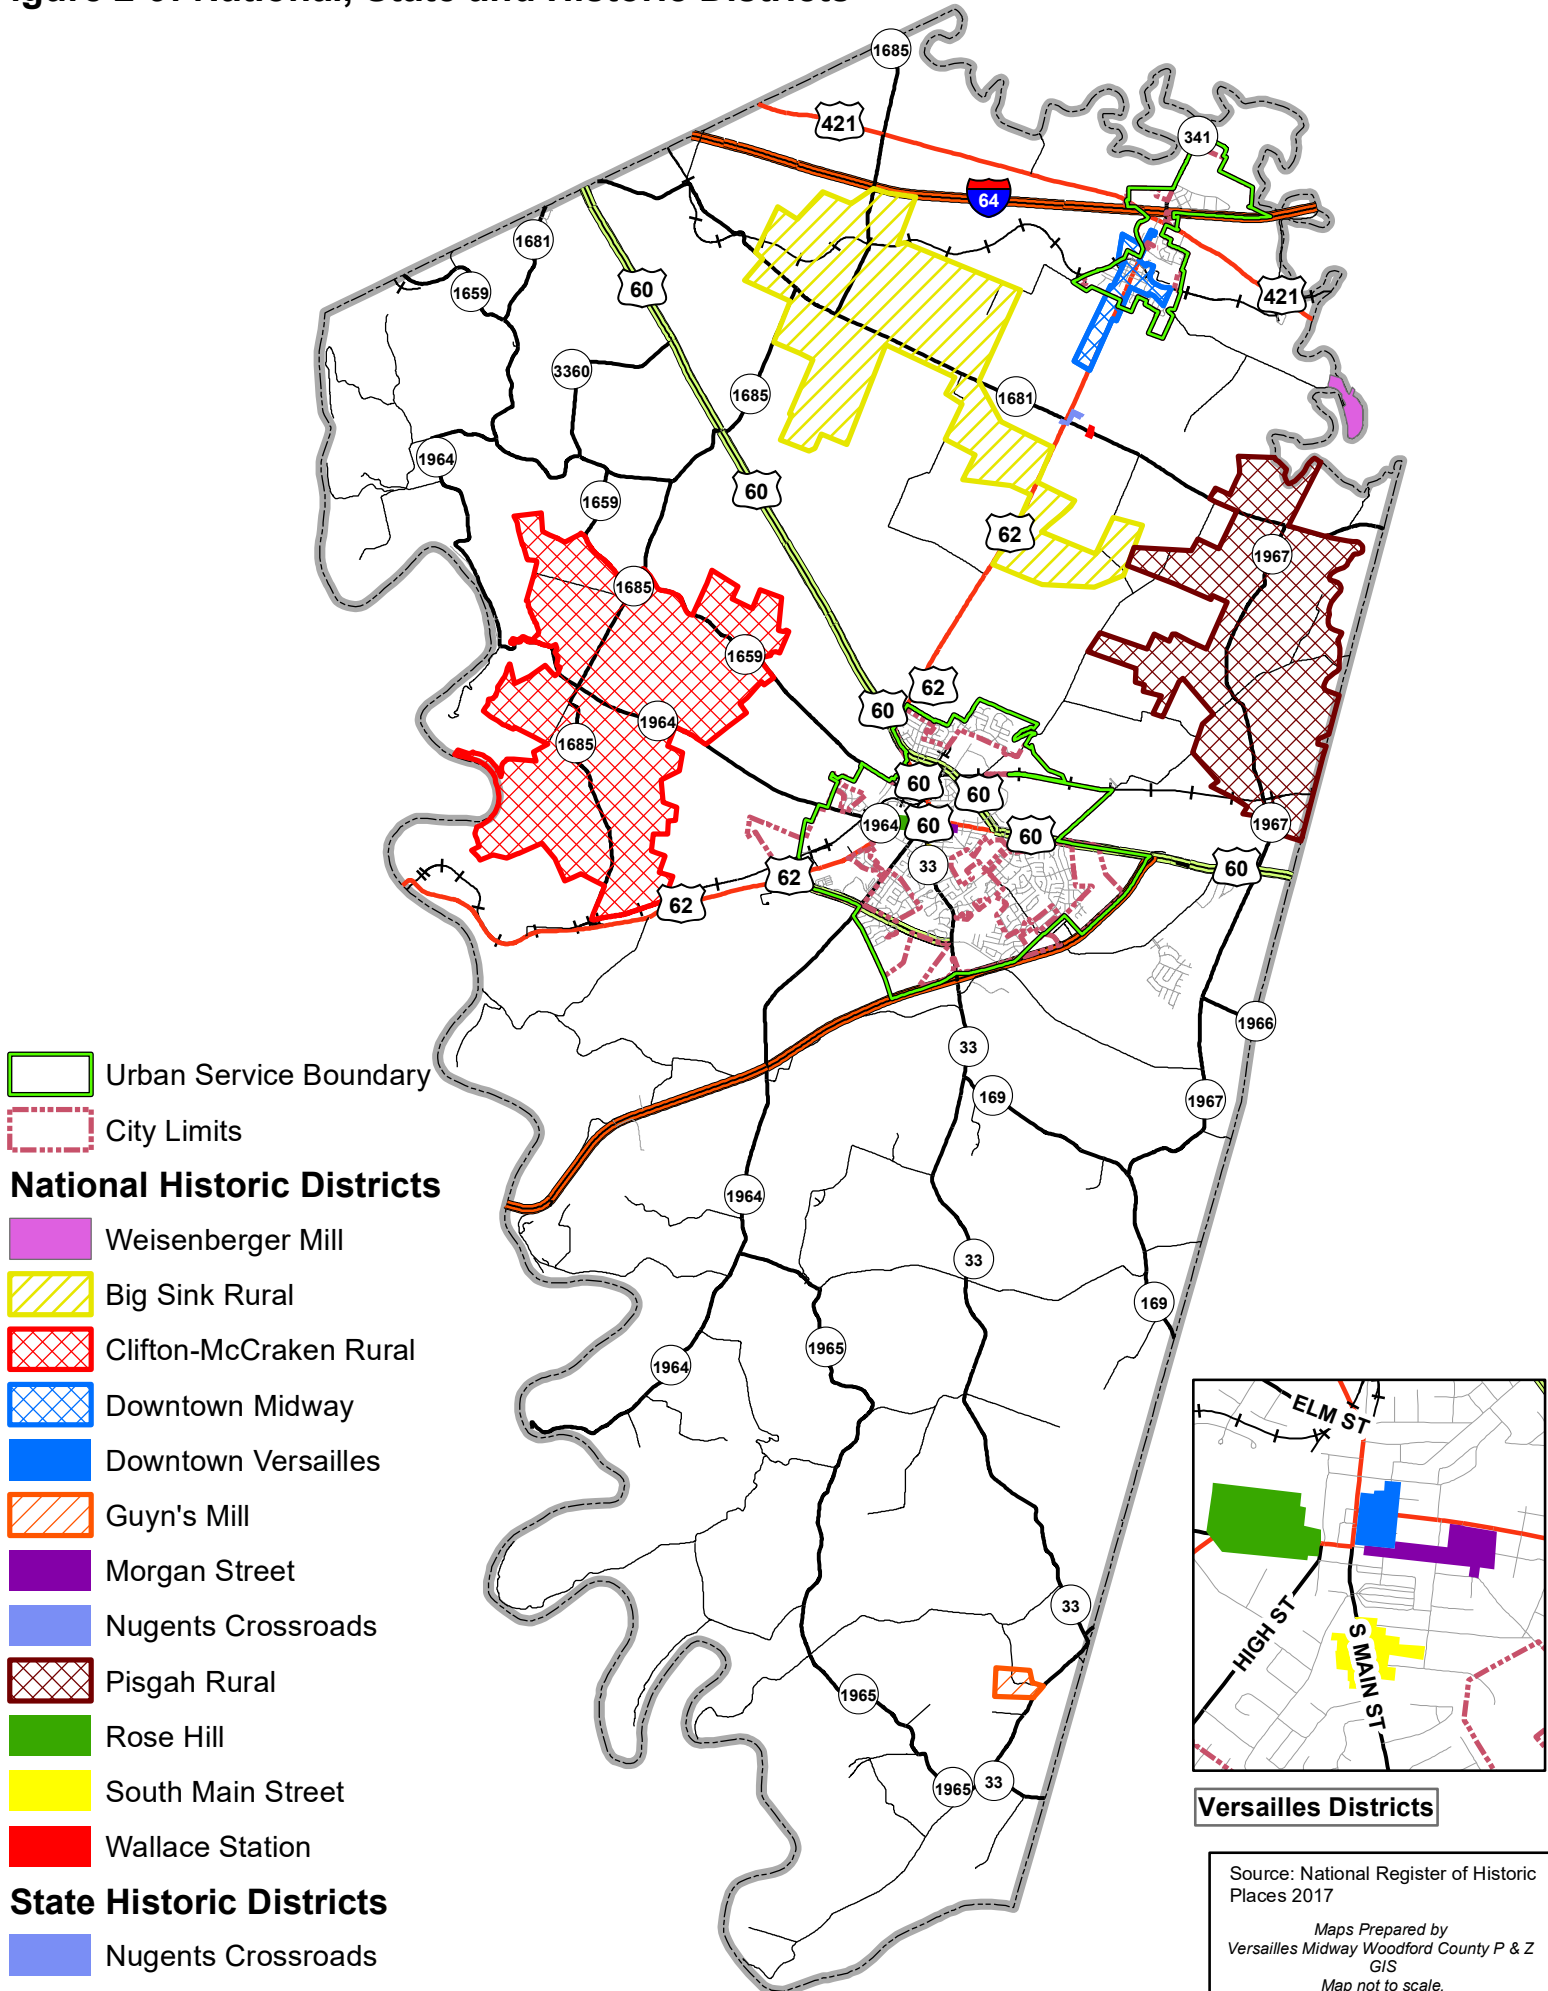 1685
421
341
64
1681
60
1659
421
3360
1685
1681
1964
60
1659
62
1967
1685
1659
62
60
1964
1685
60
60
1964
60
60
1967
33
62
60
62
1966
33
169
1967
1964
33
169
1965
1964
33
1965
1965
33
Urban Service Boundary
City Limits
National Historic Districts
Weisenberger Mill
Big Sink Rural
Clifton-McCraken Rural
Downtown Midway
Downtown Versailles
Guyn's Mill
Morgan Street
Nugents Crossroads
Pisgah Rural
Rose Hill
South Main Street
Wallace Station
State Historic Districts
Nugents Crossroads
ELM ST
HIGH ST
S MAIN ST
Versailles Districts
Source: National Register of Historic
Places 2017
Maps Prepared by
Versailles Midway Woodford County P & Z
GIS
Map not to scale.